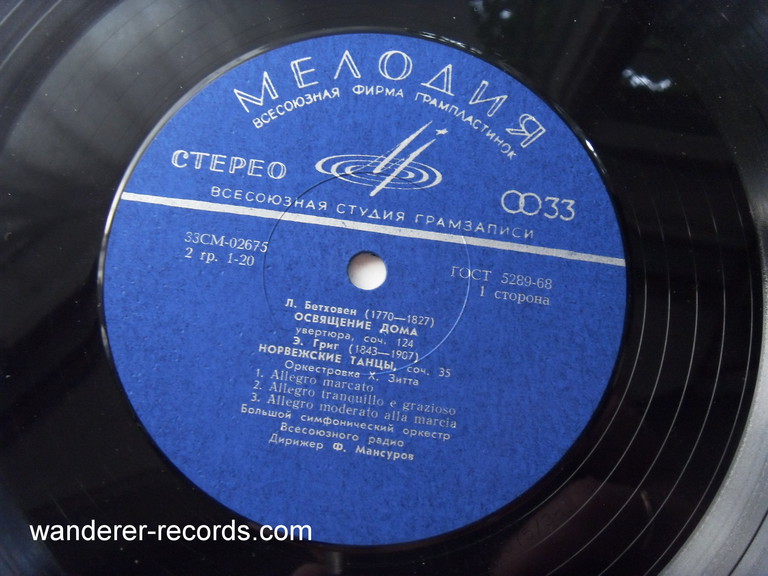 МЕЛОДИЯ
ВСЕСОЮЗНАЯ ФИРМА ГРАМПЛАСТИНОК
СТЕРЕО
33
ВСЕСОЮЗНАЯ СТУДИЯ ГРАМЗАПИСИ
33СМ-02675
2 гр. 1-20
ГОСТ 5289-68
1 сторона
Л. Бетховен (1770—1827)
ОСВЯЩЕНИЕ ДОМА
увертюра, соч. 124
Э. Григ (1843—1907)
НОРВЕЖСКИЕ ТАНЦЫ, соч. 35
Оркестровка Х. Зитта
1. Allegro marcato
2. Allegro tranquillo e grazioso
3. Allegro moderato alla marcia
Большой симфонический оркестр
Всесоюзного радио
Дирижер Ф. Мансуров
wanderer-records.com